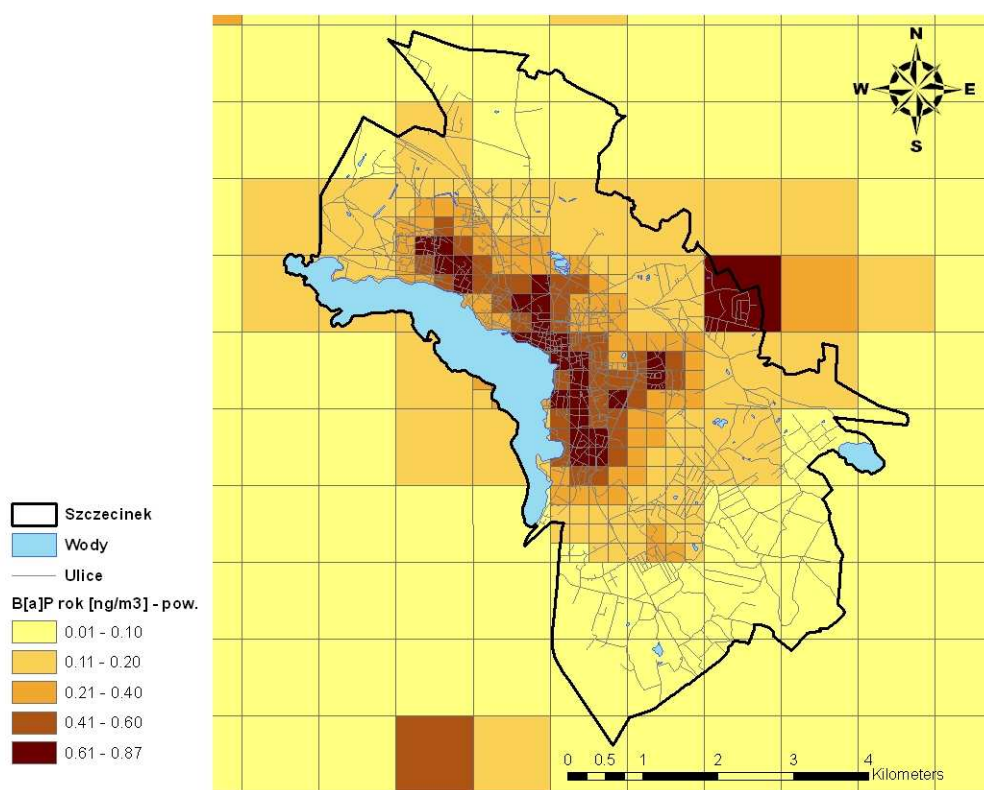 N
W E
S
Szczecinek
Wody
Ulice
B[a]P rok [ng/m3] - pow.
0.01 - 0.10
0.11 - 0.20
0.21 - 0.40
0.41 - 0.60
0.61 - 0.87
0 0.5 1 2 3 4
Kilometers